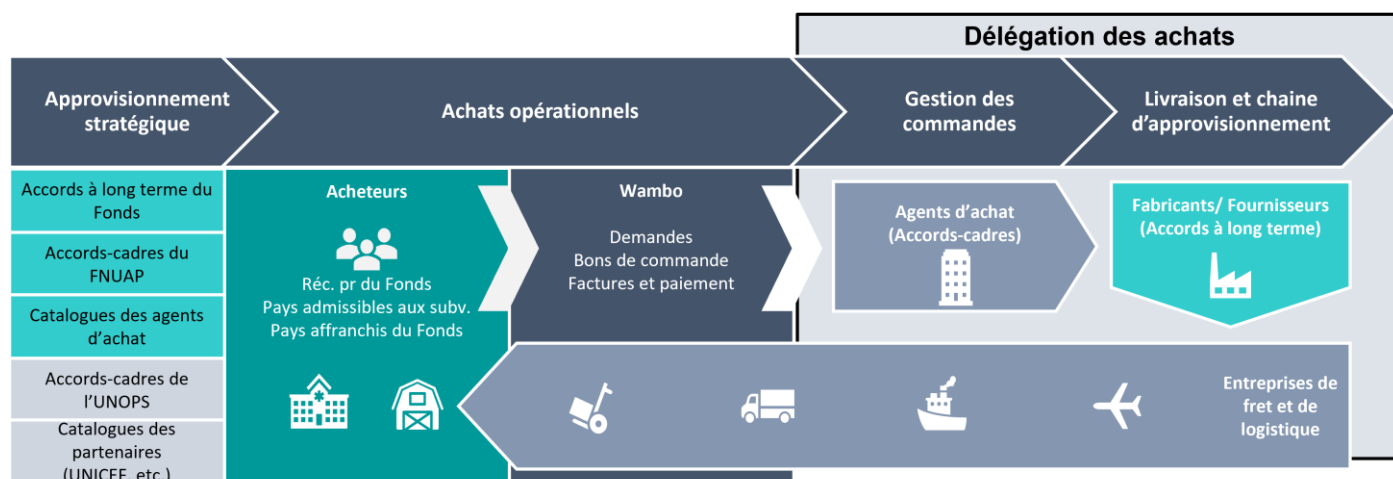 Délégation des achats
Approvisionnement
stratégique
Achats opérationnels
Gestion des
commandes
Livraison et chaine
d'approvisionnement
Accords à long terme du
Fonds
Accords-cadres du
FNUAP
Catalogues des agents
d'achat
Accords-cadres de
l'UNOPS
Catalogues des
partenaires
(UNICEF, etc.)
Acheteurs
Réc. pr du Fonds
Pays admissibles aux subv.
Pays affranchis du Fonds
Wambo
Demandes
Bons de commande
Factures et paiement
Agents d'achat
(Accords-cadres)
Fabricants/ Fournisseurs
(Accords à long terme)
Entreprises de
fret et de
logistique